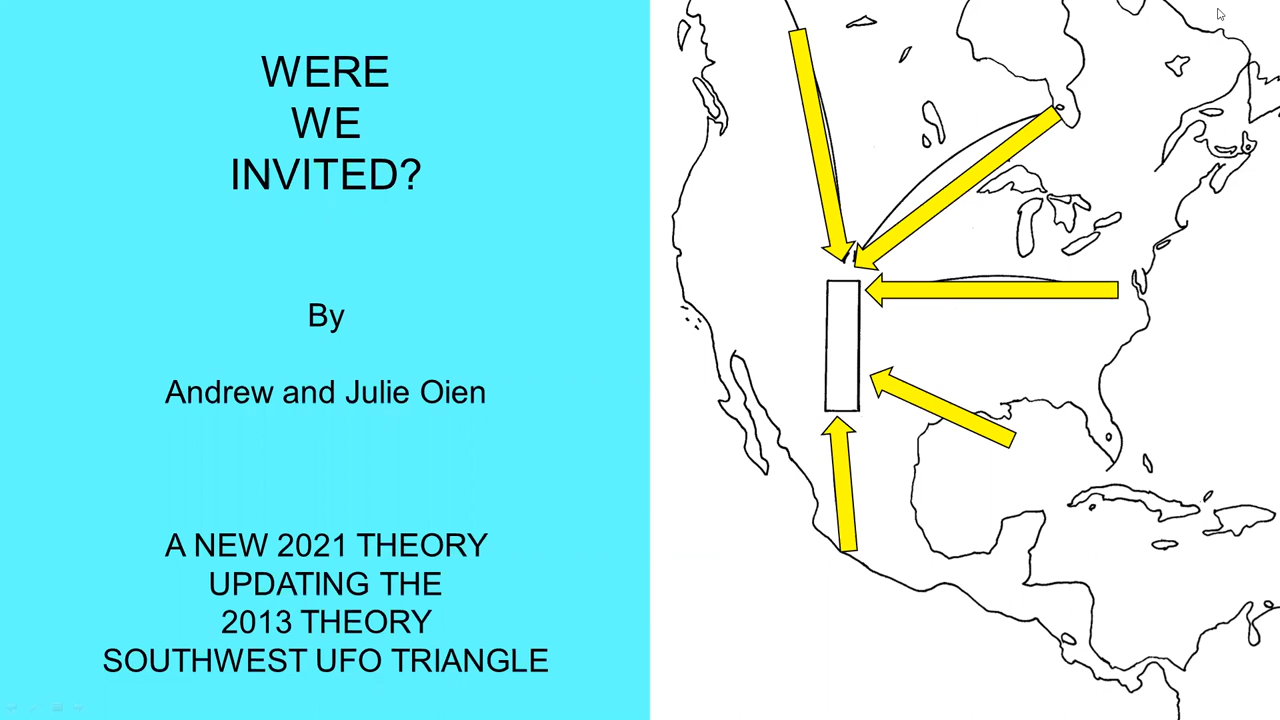 WERE
WE
INVITED?
By
Andrew and Julie Oien
A NEW 2021 THEORY
UPDATING THE
2013 THEORY
SOUTHWEST UFO TRIANGLE